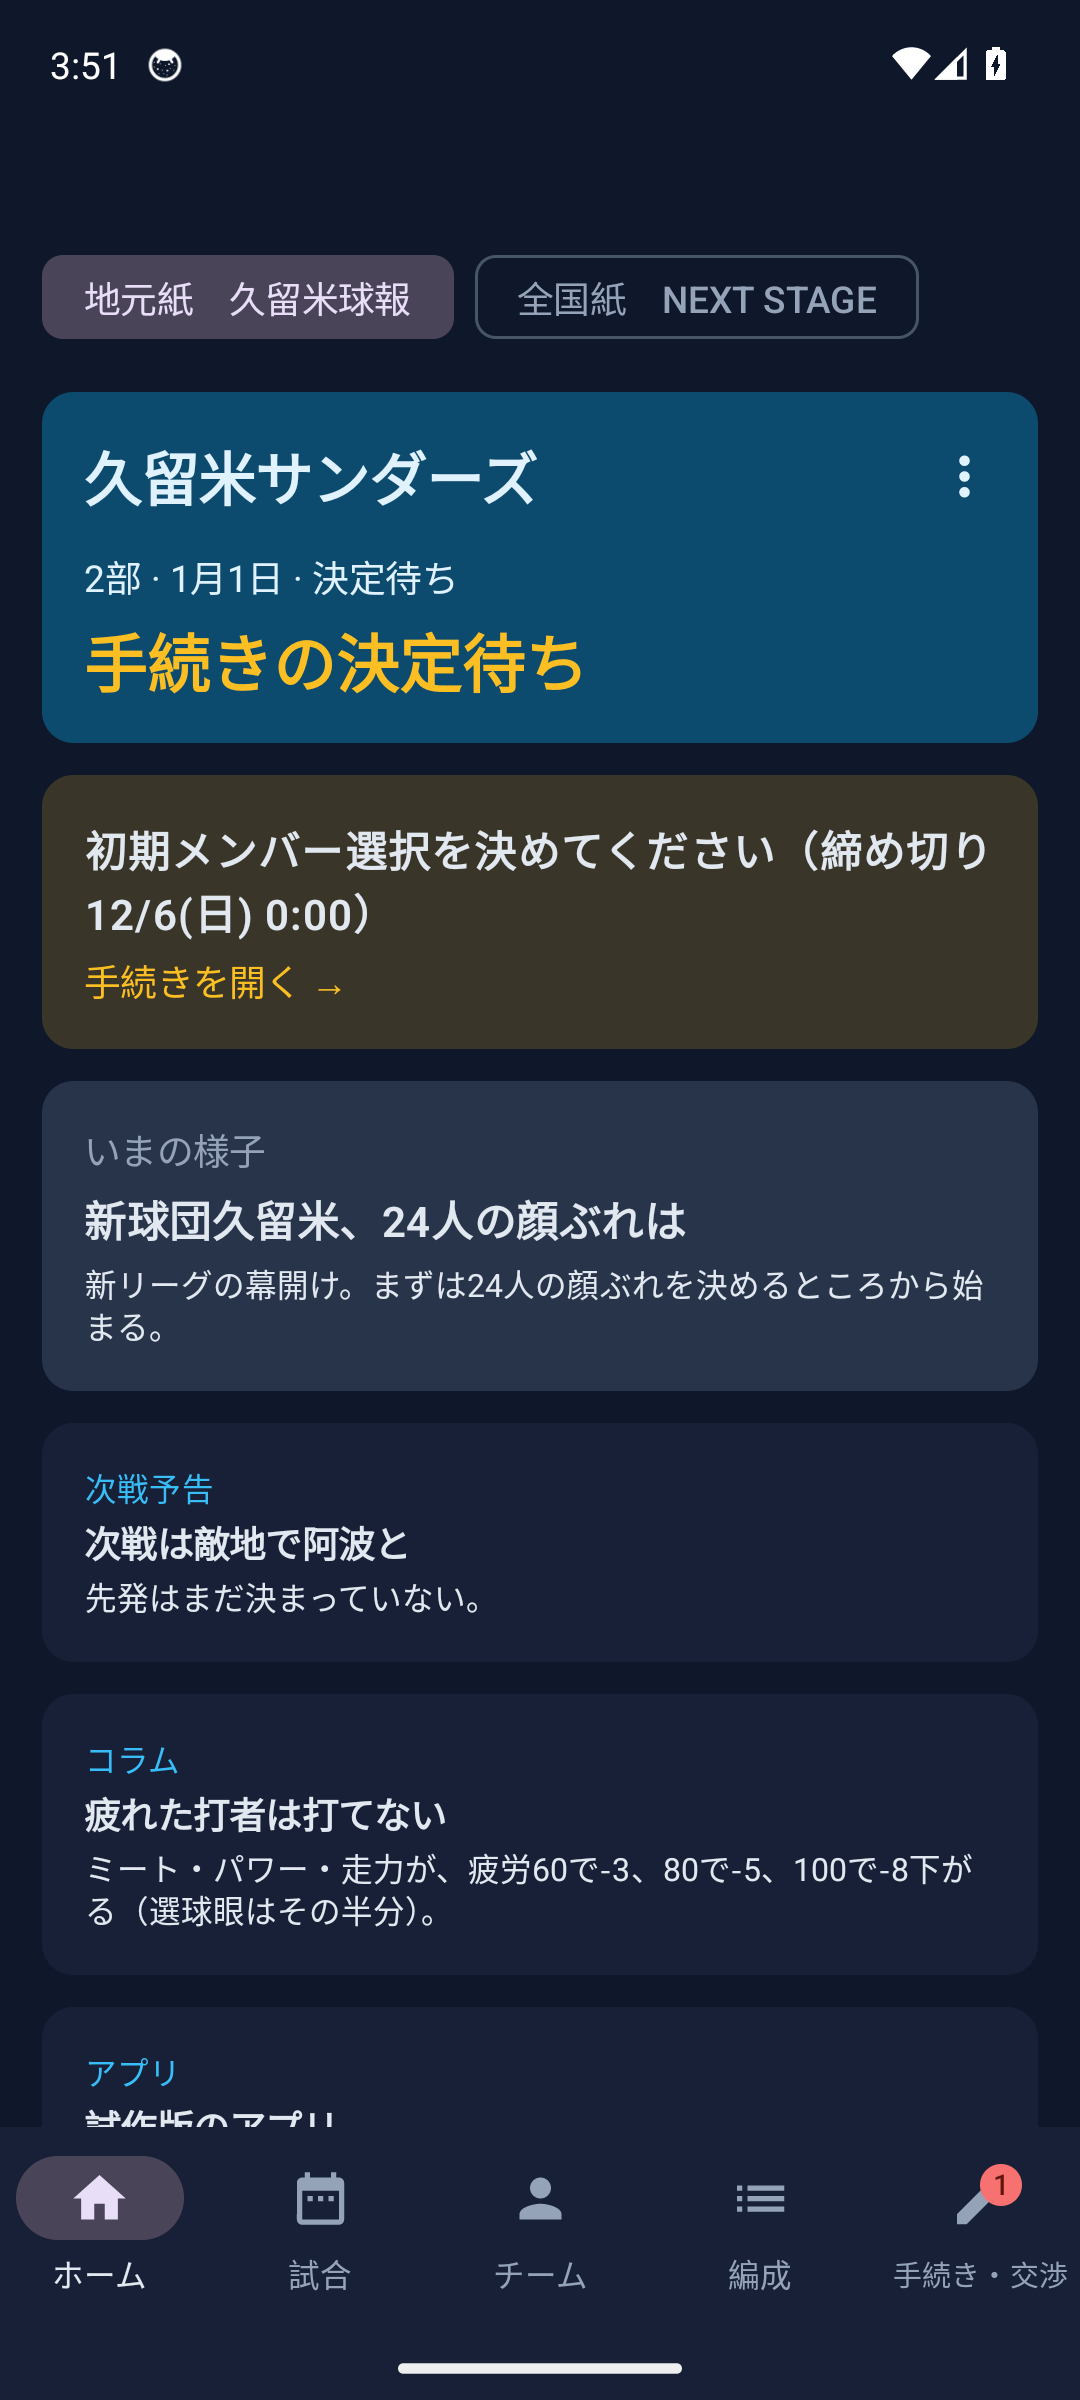 3:51
地元紙　久留米球報
全国紙　NEXT STAGE
久留米サンダーズ
2部 · 1月1日 · 決定待ち
手続きの決定待ち
初期メンバー選択を決めてください（締め切り
12/6(日) 0:00）
手続きを開く →
いまの様子
新球団久留米、24人の顔ぶれは
新リーグの幕開け。まずは24人の顔ぶれを決めるところから始
まる。
次戦予告
次戦は敵地で阿波と
先発はまだ決まっていない。
コラム
疲れた打者は打てない
ミート・パワー・走力が、疲労60で-3、80で-5、100で-8下が
る（選球眼はその半分）。
アプリ
試作版のアプリ
1
ホーム
試合
チーム
編成
手続き・交渉